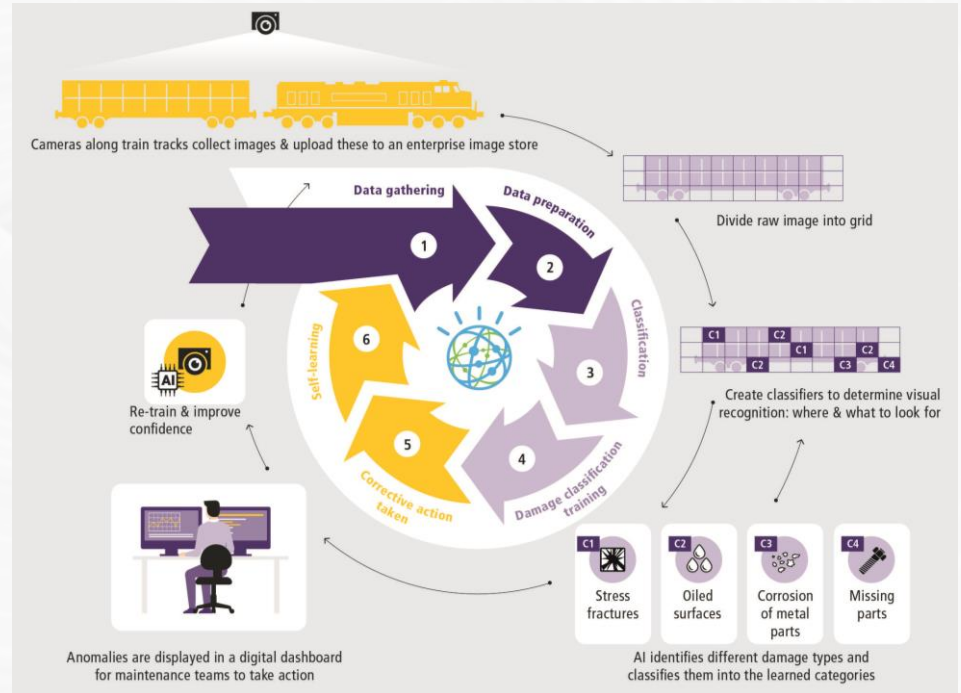 Cameras along train tracks collect images & upload these to an enterprise image store
Divide raw image into grid
Data gathering
1
Data preparation
2
Classification
3
Damage classification
training
4
Corrective action
taken
5
Self-learning
6
C1
C2
C1
C2
C2
C3
C4
Create classifiers to determine visual
recognition: where & what to look for
C1
Stress
fractures
C2
Oiled
surfaces
C3
Corrosion
of metal
parts
C4
Missing
parts
AI identifies different damage types and
classifies them into the learned categories
Anomalies are displayed in a digital dashboard
for maintenance teams to take action
AI
Re-train & improve
confidence